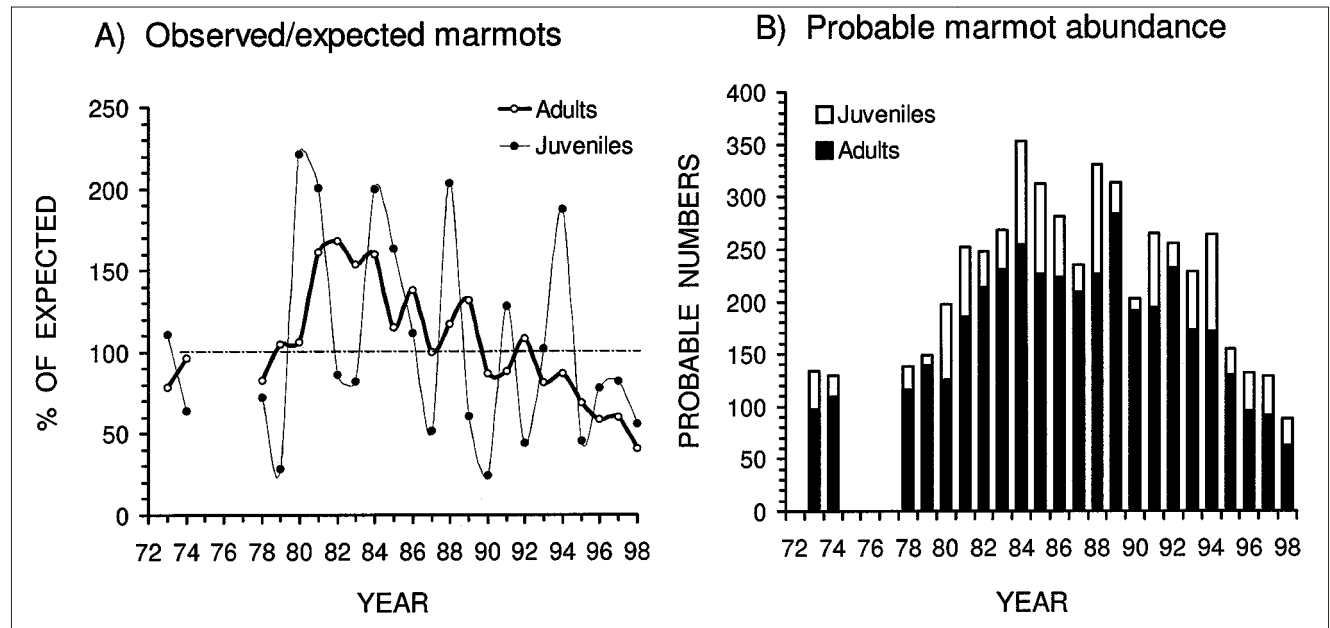 A) Observed/expected marmots
250
200
150
100
50
0
% OF EXPECTED
Adults
Juveniles
72 74 76 78 80 82 84 86 88 90 92 94 96 98
YEAR
B) Probable marmot abundance
400
350
300
250
200
150
100
50
0
PROBABLE NUMBERS
Juveniles
Adults
72 74 76 78 80 82 84 86 88 90 92 94 96 98
YEAR